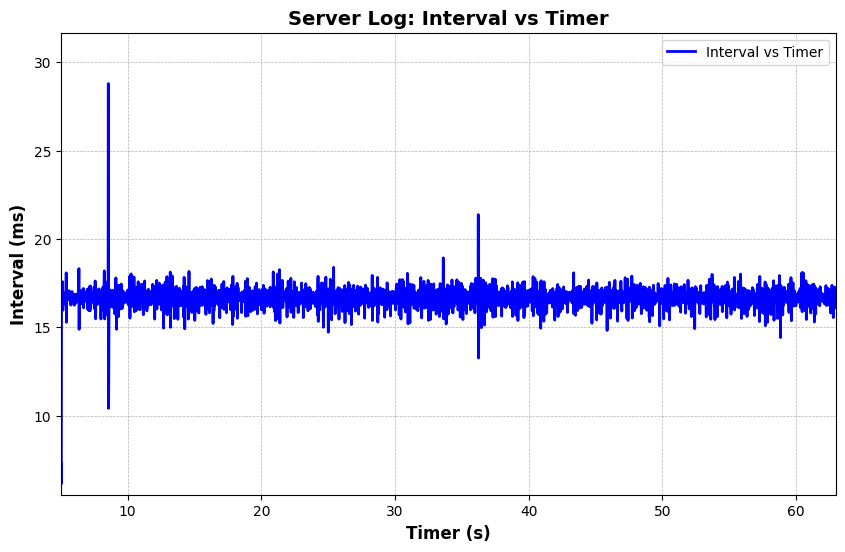 Server Log: Interval vs Timer
Interval vs Timer
30
25
20
15
10
Interval (ms)
10 20 30 40 50 60
Timer (s)